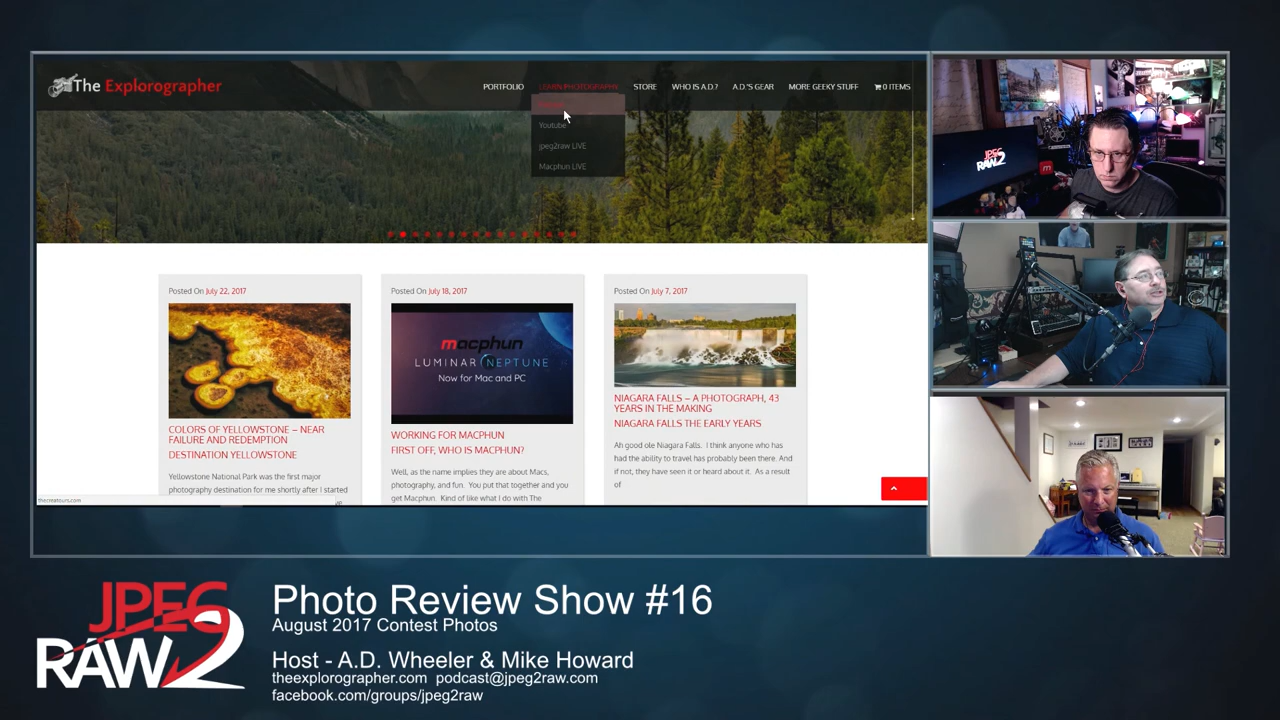 The Explorographer
PORTFOLIO LEARN PHOTOGRAPHY STORE WHO IS A.D.? A.D.'S GEAR MORE GEEKY STUFF 0 ITEMS
Youtube
jpeg2raw LIVE
Macphun LIVE
Posted On July 22, 2017
COLORS OF YELLOWSTONE – NEAR
FAILURE AND REDEMPTION
DESTINATION YELLOWSTONE
Yellowstone National Park was the first major
photography destination for me shortly after I started
Posted On July 18, 2017
macphun
LUMINAR NEPTUNE
Now for Mac and PC
WORKING FOR MACPHUN
FIRST OFF, WHO IS MACPHUN?
Well, as the name implies they are about Macs,
photography, and fun. You put that together and you
get Macphun. Kind of like what I do with The
Posted On July 7, 2017
NIAGARA FALLS – A PHOTOGRAPH, 43
YEARS IN THE MAKING
NIAGARA FALLS THE EARLY YEARS
Ah good ole Niagara Falls. I think anyone who has
had the ability to travel has probably been there. And
if not, they have seen it or heard about it. As a result
of
thecreatours.com
JPEG
RAW2
JPEG
RAW 2
Photo Review Show #16
August 2017 Contest Photos
Host - A.D. Wheeler & Mike Howard
theexplorographer.com podcast@jpeg2raw.com
facebook.com/groups/jpeg2raw